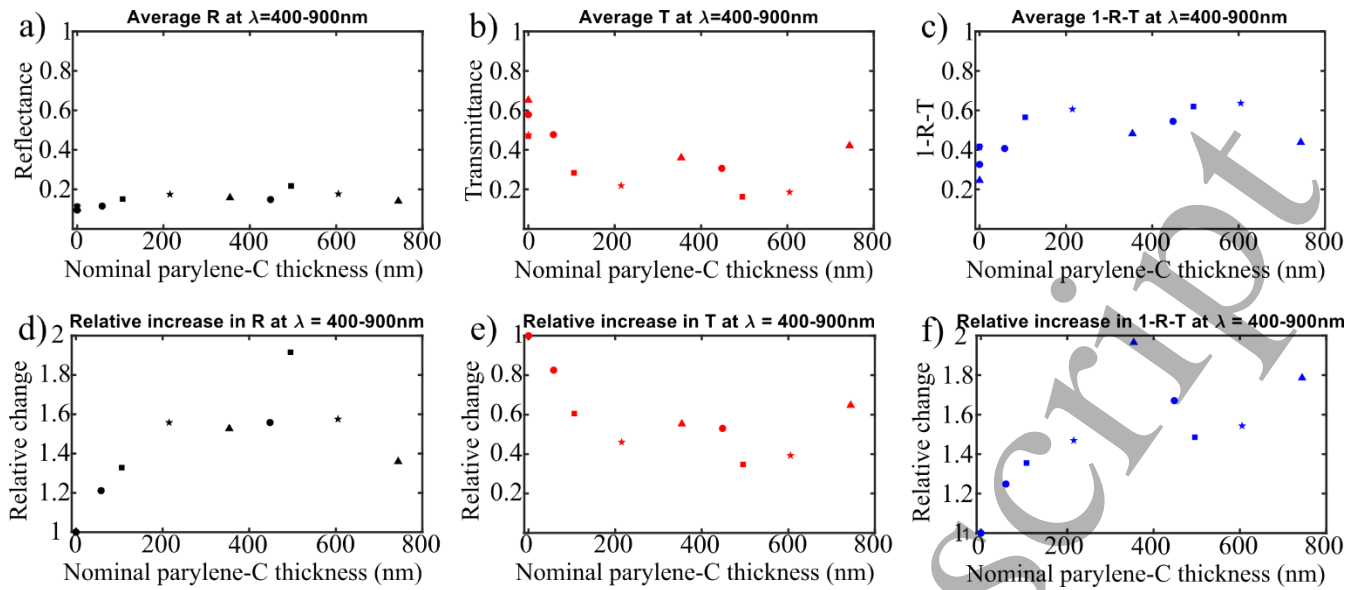 a) Average R at λ=400-900nm
1
0.8
0.6
0.4
0.2
0 200 400 600 800
Reflectance
Nominal parylene-C thickness (nm)
b) Average T at λ=400-900nm
1
0.8
0.6
0.4
0.2
0 200 400 600 800
Transmittance
Nominal parylene-C thickness (nm)
c) Average 1-R-T at λ=400-900nm
1
0.8
0.6
0.4
0.2
0 200 400 600 800
1-R-T
Nominal parylene-C thickness (nm)
d) Relative increase in R at λ = 400-900nm
2
1.8
1.6
1.4
1.2
1
0 200 400 600 800
Relative change
Nominal parylene-C thickness (nm)
e) Relative increase in T at λ = 400-900nm
1
0.8
0.6
0.4
0.2
0 200 400 600 800
Relative change
Nominal parylene-C thickness (nm)
f) Relative increase in 1-R-T at λ = 400-900nm
2
1.8
1.6
1.4
1.2
1
0 200 400 600 800
Relative change
Nominal parylene-C thickness (nm)
script